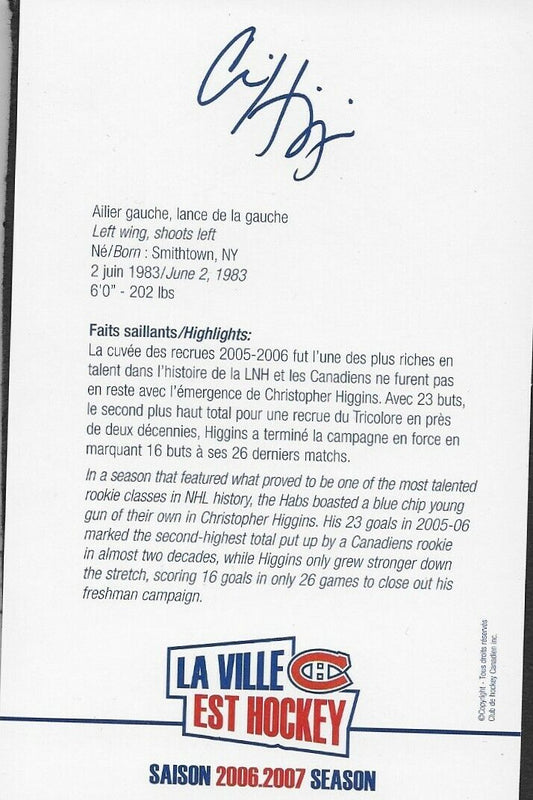 Ailier gauche, lance de la gauche
Left wing, shoots left
Né/Born : Smithtown, NY
2 juin 1983/June 2, 1983
6'0" - 202 lbs
Faits saillants/Highlights:
La cuvée des recrues 2005-2006 fut l'une des plus riches en
talent dans l'histoire de la LNH et les Canadiens ne furent pas
en reste avec l'émergence de Christopher Higgins. Avec 23 buts,
le second plus haut total pour une recrue du Tricolore en près
de deux décennies, Higgins a terminé la campagne en force en
marquant 16 buts à ses 26 derniers matchs.
In a season that featured what proved to be one of the most talented
rookie classes in NHL history, the Habs boasted a blue chip young
gun of their own in Christopher Higgins. His 23 goals in 2005-06
marked the second-highest total put up by a Canadiens rookie
in almost two decades, while Higgins only grew stronger down
the stretch, scoring 16 goals in only 26 games to close out his
freshman campaign.
©Copyright - Tous droits réservés
Club de hockey Canadien inc.
LA VILLE
EST HOCKEY
SAISON 2006.2007 SEASON